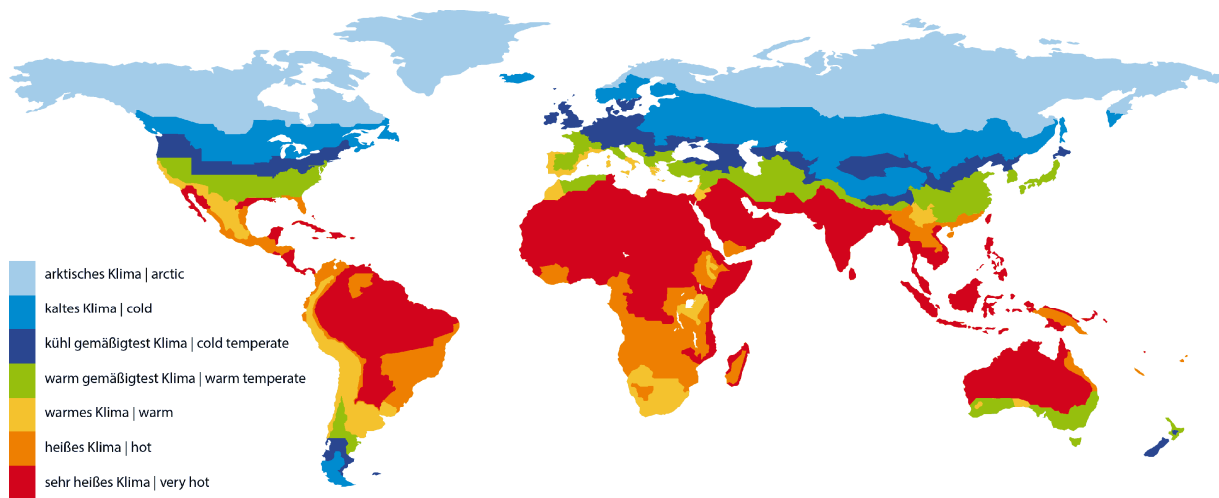 arktisches Klima | arctic
kaltes Klima | cold
kühl gemäßigtest Klima | cold temperate
warm gemäßigtest Klima | warm temperate
warmes Klima | warm
heißes Klima | hot
sehr heißes Klima | very hot